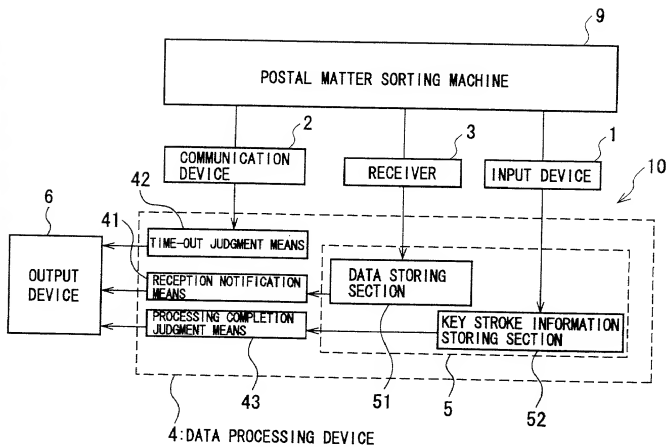 9
POSTAL MATTER SORTING MACHINE
2
3
1
COMMUNICATION
DEVICE
RECEIVER
INPUT DEVICE
10
42
6
41
TIME-OUT JUDGMENT MEANS
OUTPUT
DEVICE
RECEPTION NOTIFICATION
MEANS
DATA STORING
SECTION
PROCESSING COMPLETION
JUDGMENT MEANS
KEY STROKE INFORMATION
STORING SECTION
43
51
5
52
4:DATA PROCESSING DEVICE